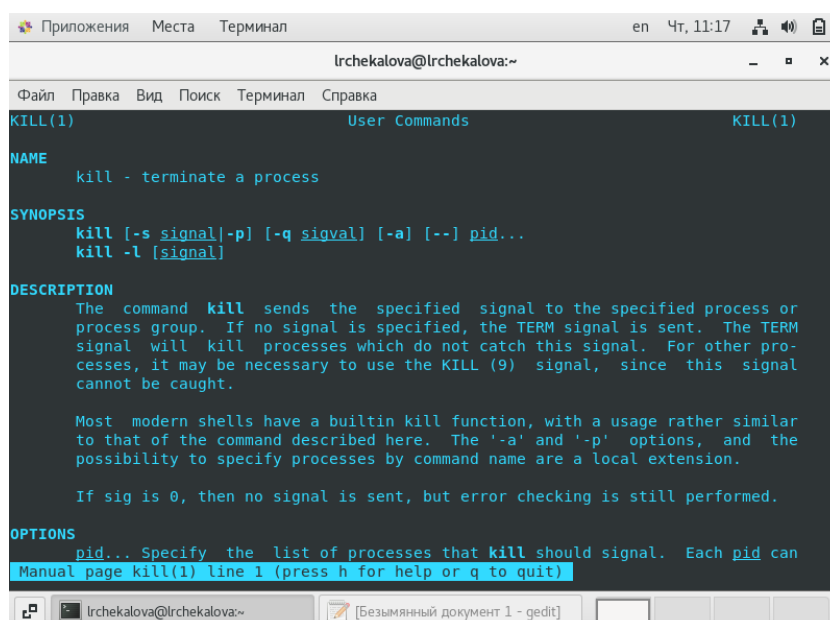 Приложения Места Терминал en Чт, 11:17
lrchekalova@lrchekalova:~
Файл Правка Вид Поиск Терминал Справка
KILL(1) User Commands KILL(1)
NAME
kill - terminate a process
SYNOPSIS
kill [-s signal|-p] [-q sigval] [-a] [--] pid...
kill -l [signal]
DESCRIPTION
The command kill sends the specified signal to the specified process or
process group. If no signal is specified, the TERM signal is sent. The TERM
signal will kill processes which do not catch this signal. For other pro-
cesses, it may be necessary to use the KILL (9) signal, since this signal
cannot be caught.
Most modern shells have a builtin kill function, with a usage rather similar
to that of the command described here. The '-a' and '-p' options, and the
possibility to specify processes by command name are a local extension.
If sig is 0, then no signal is sent, but error checking is still performed.
OPTIONS
pid... Specify the list of processes that kill should signal. Each pid can
Manual page kill(1) line 1 (press h for help or q to quit)
lrchekalova@lrchekalova:~ [Безымянный документ 1 - gedit]